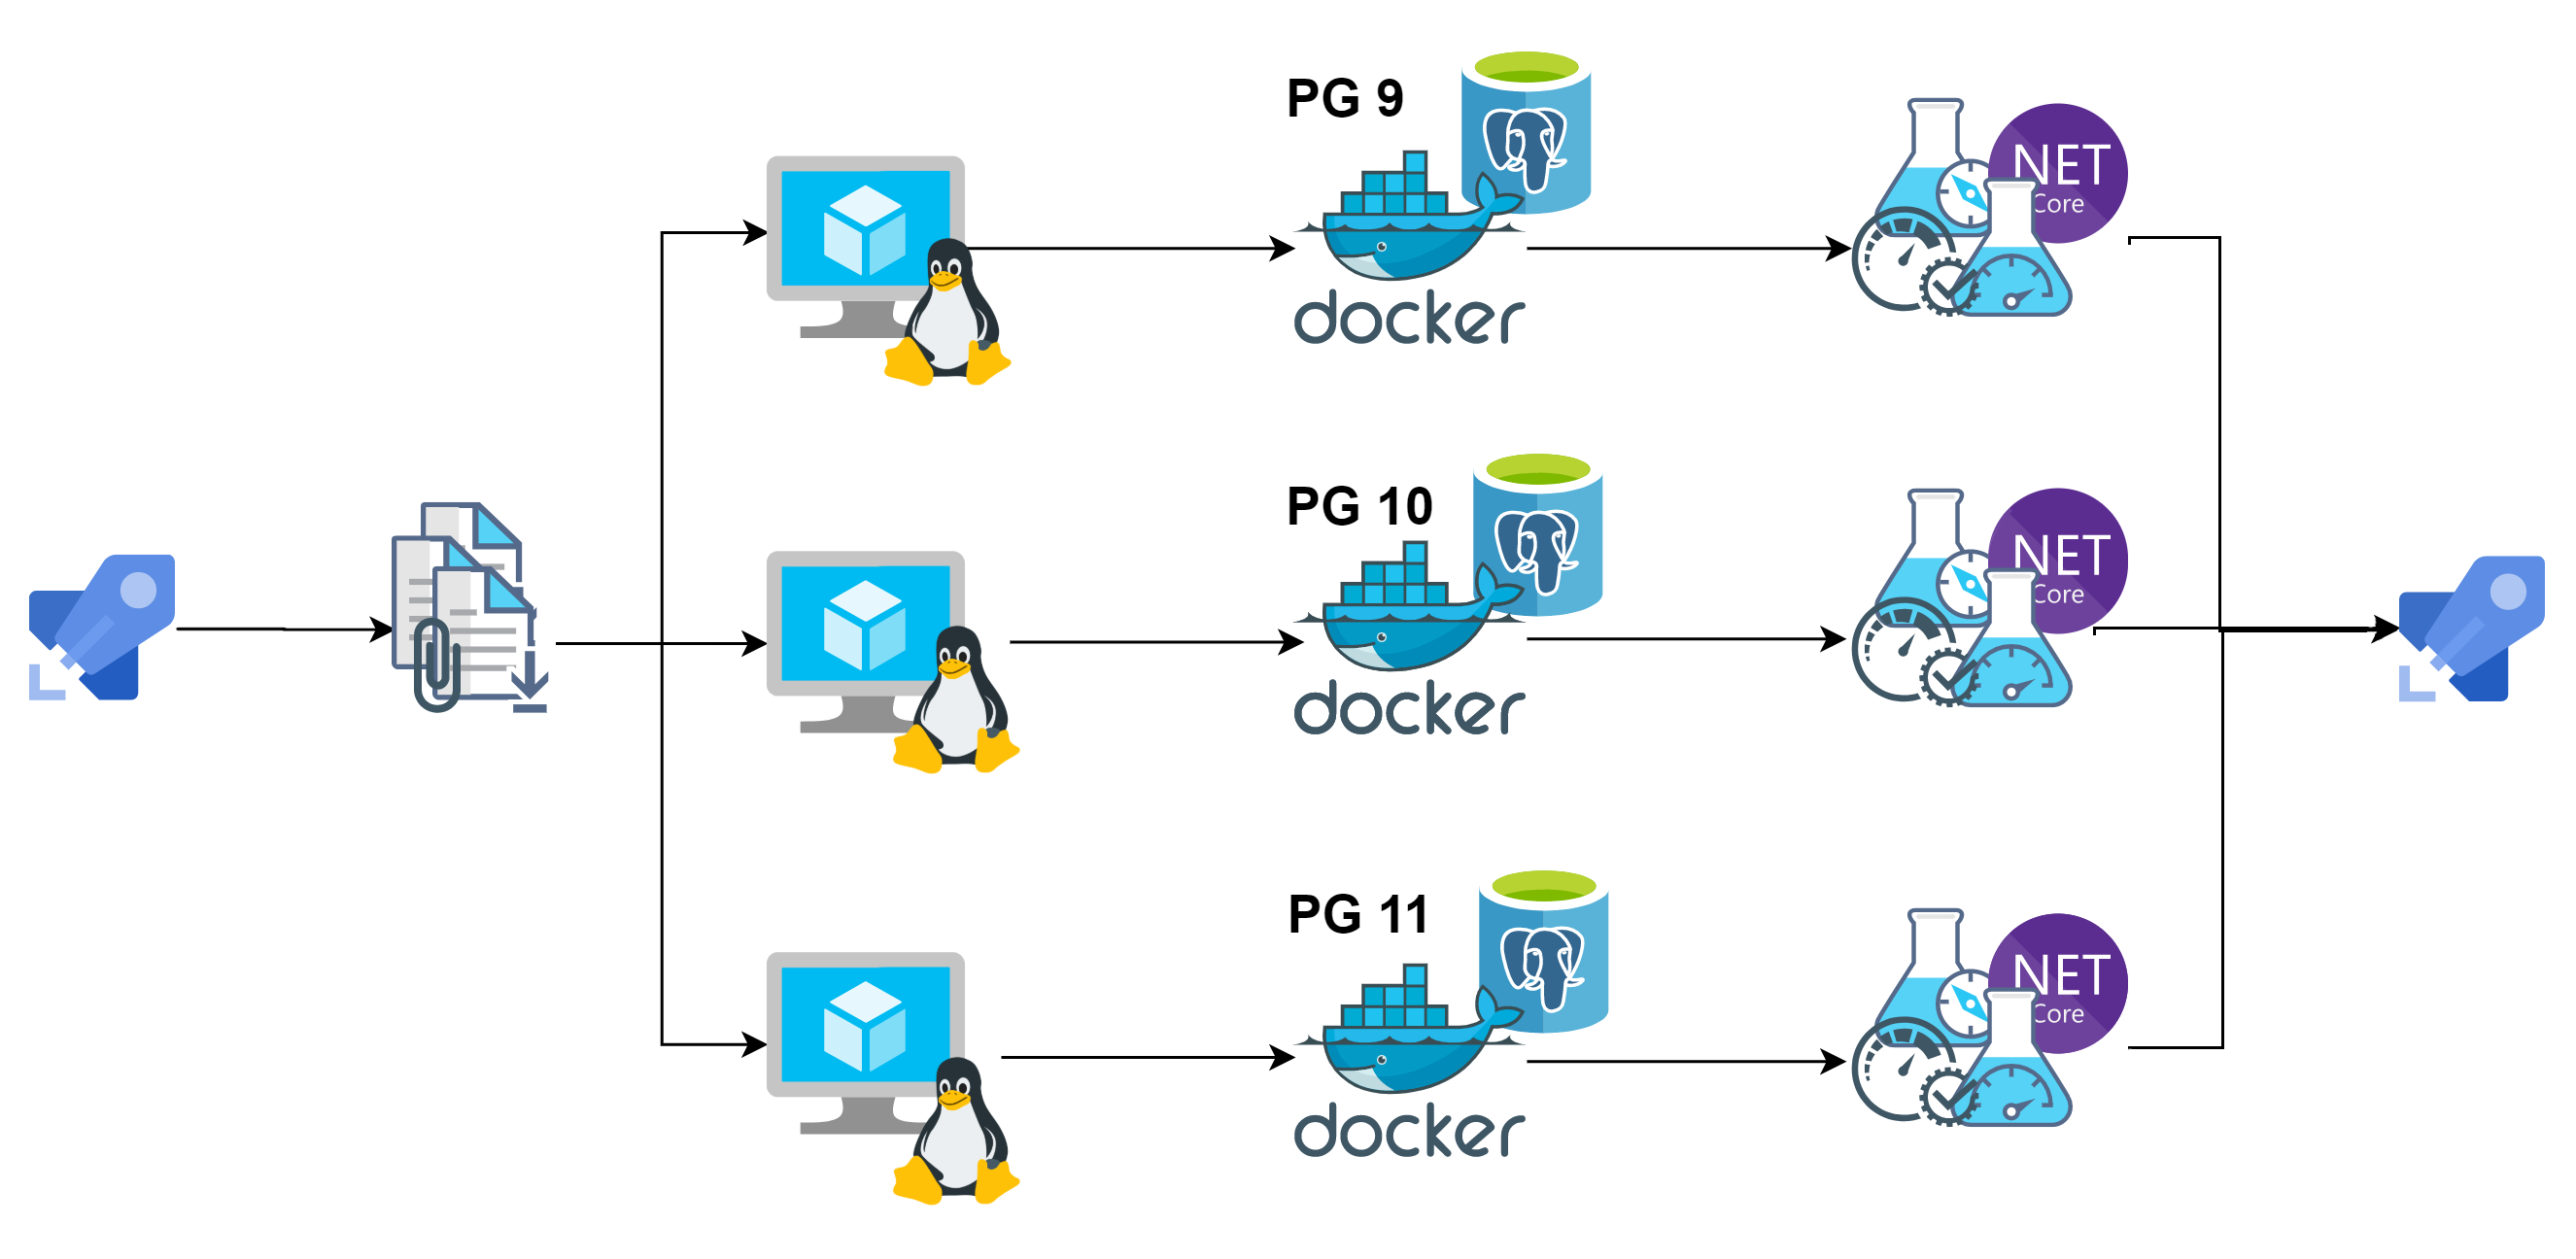 PG 9
docker
NET
Core
PG 10
docker
NET
Core
PG 11
docker
NET
Core